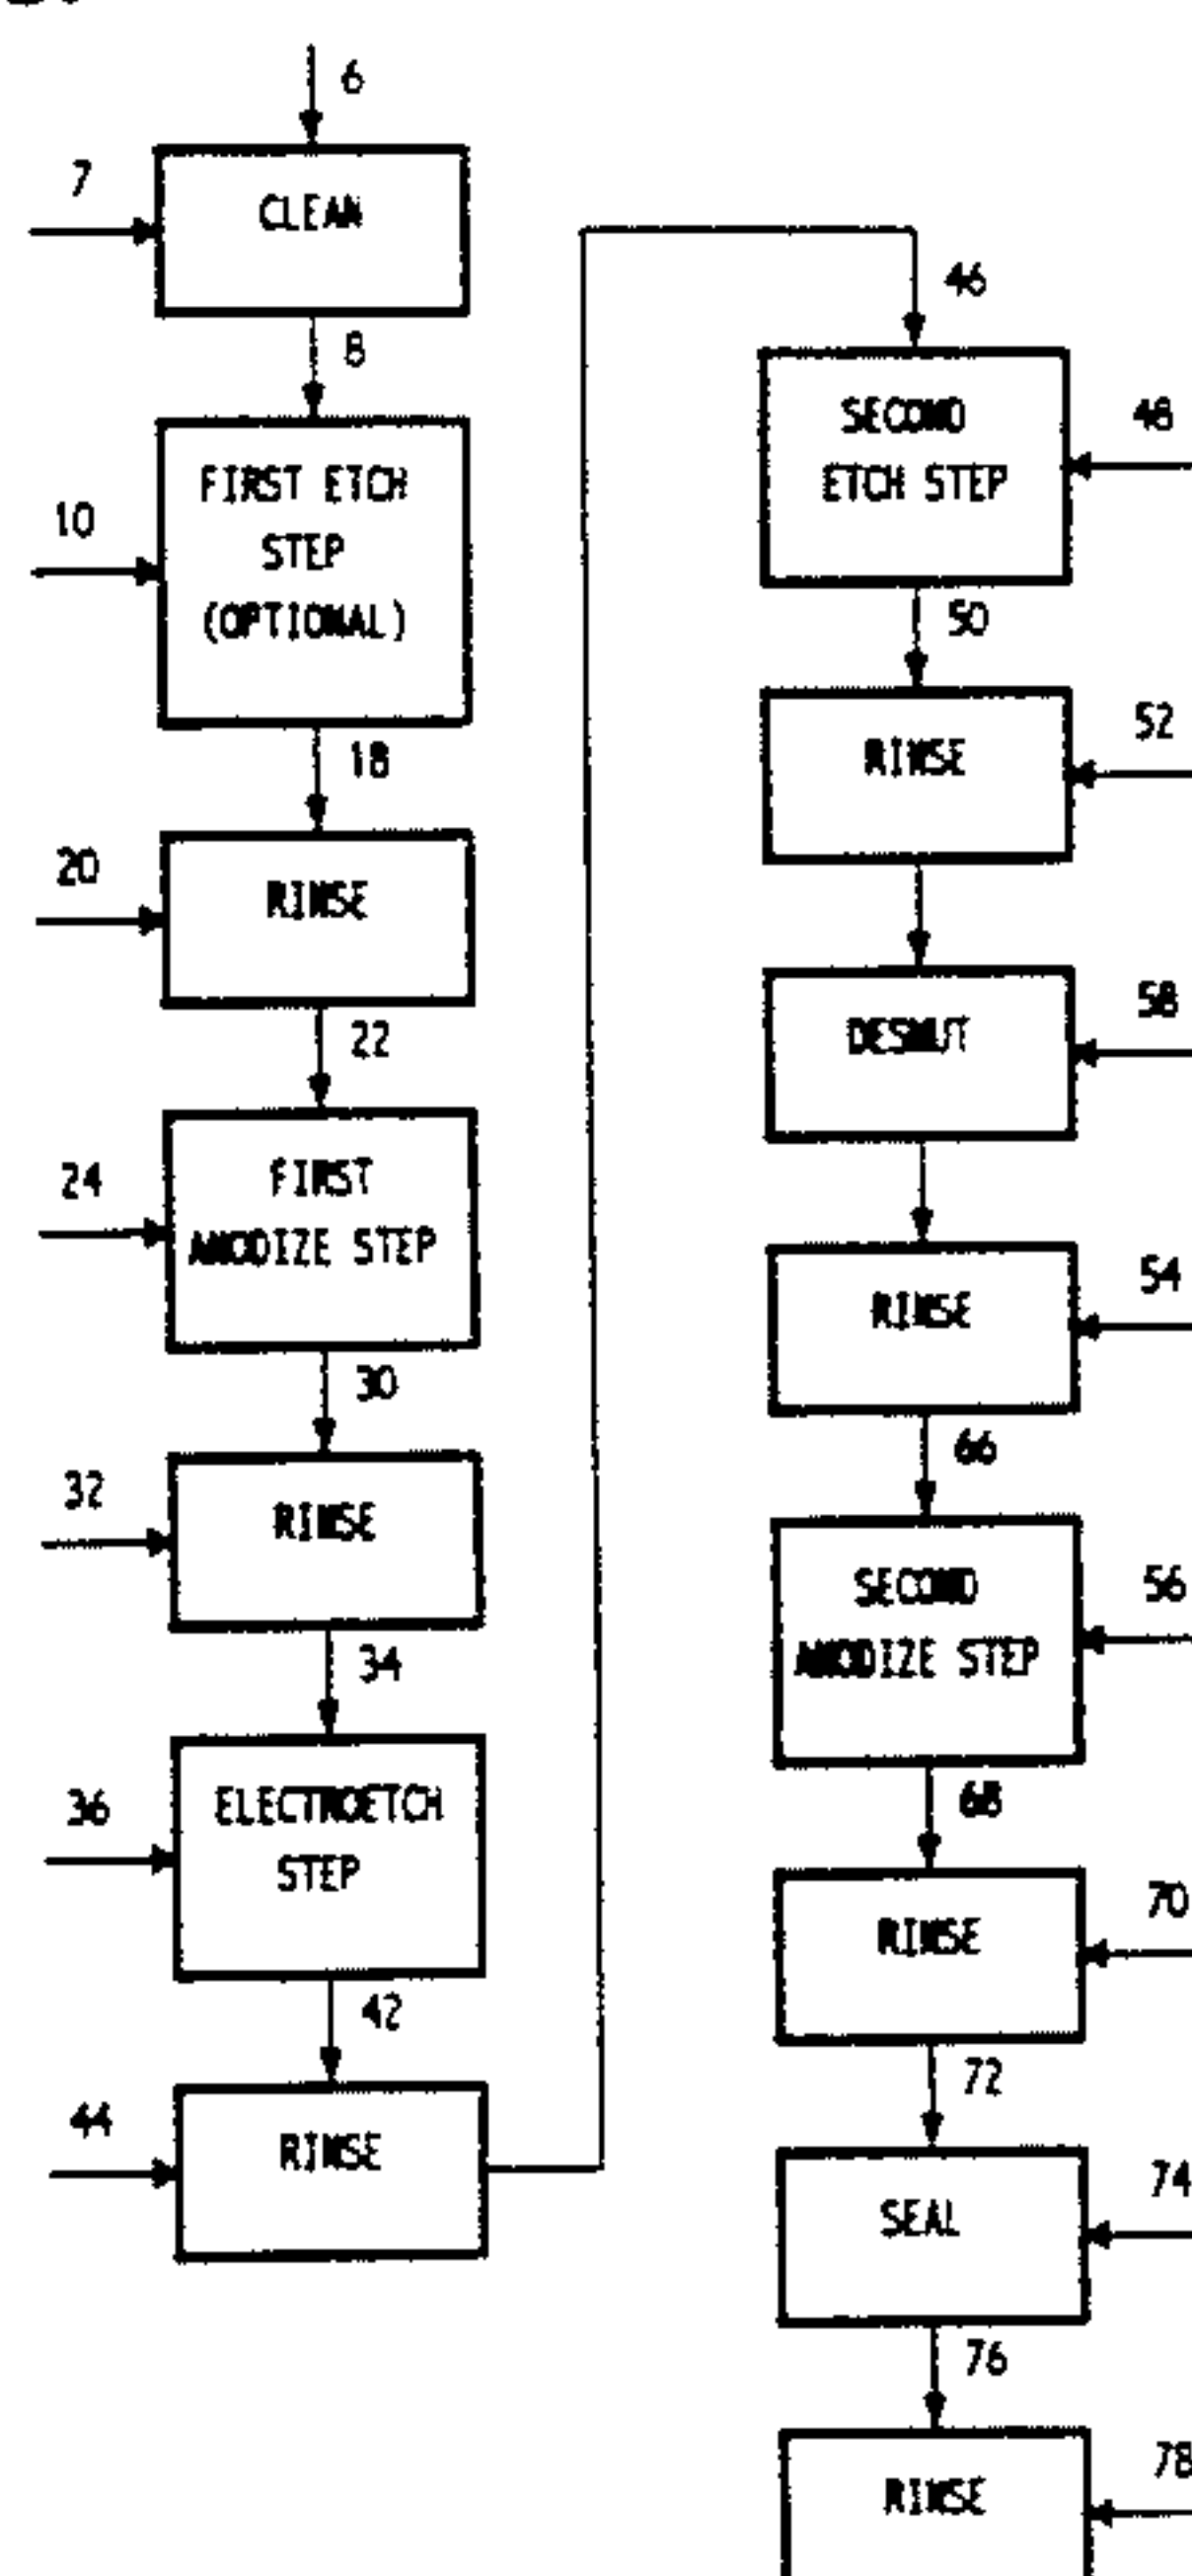 6
7
CLEAN
8
FIRST ETCH
STEP
(OPTIONAL)
10
18
20
RINSE
22
FIRST
24
ANODIZE STEP
30
32
RINSE
34
36
ELECTROETCH
STEP
42
44
RINSE
46
SECOND
48
ETCH STEP
50
52
RINSE
58
DESMUT
54
RINSE
66
56
SECOND
ANODIZE STEP
68
70
RINSE
72
74
SEAL
76
78
RINSE